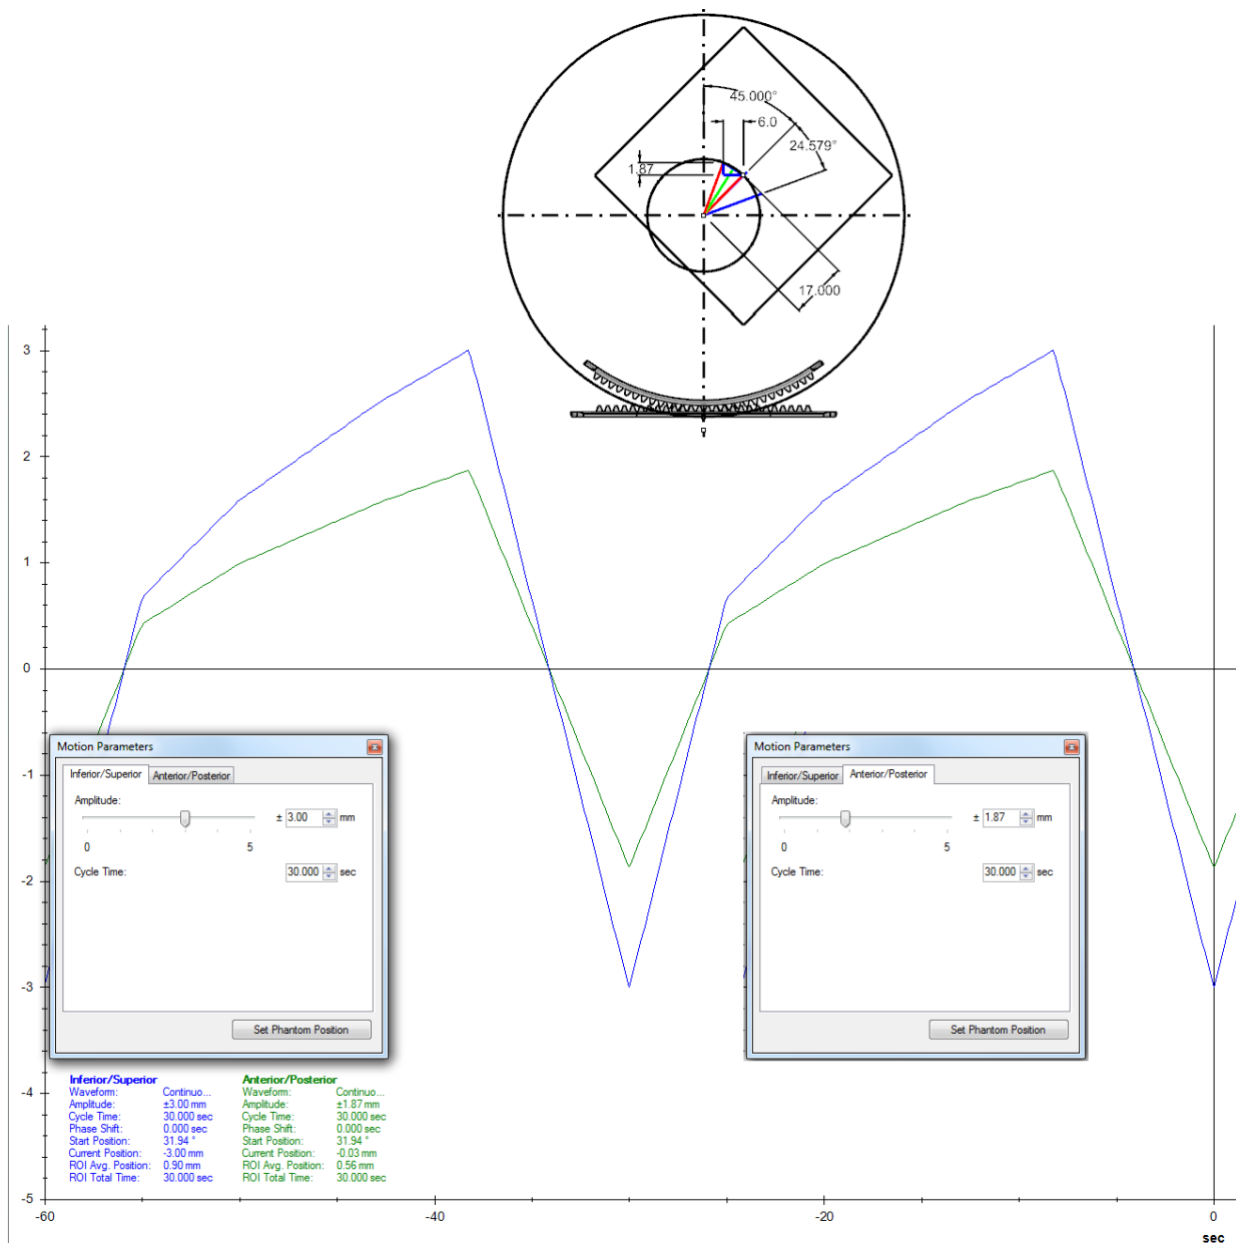 45.000°
6.0
24.579°
1.87
17.000
3
2
1
0
-1
-2
-3
-4
-5
-60
-40
-20
0
sec
Motion Parameters
Inferior/Superior Anterior/Posterior
Amplitude:
± 3.00 mm
0 5
Cycle Time: 30.000 sec
Set Phantom Position
Motion Parameters
Inferior/Superior Anterior/Posterior
Amplitude:
± 1.87 mm
0 5
Cycle Time: 30.000 sec
Set Phantom Position
Inferior/Superior
Waveform: Continuo...
Amplitude: ±3.00 mm
Cycle Time: 30.000 sec
Phase Shift: 0.000 sec
Start Position: 31.94 °
Current Position: -3.00 mm
ROI Avg. Position: 0.90 mm
ROI Total Time: 30.000 sec
Anterior/Posterior
Waveform: Continuo...
Amplitude: ±1.87 mm
Cycle Time: 30.000 sec
Phase Shift: 0.000 sec
Start Position: 31.94 °
Current Position: -0.03 mm
ROI Avg. Position: 0.56 mm
ROI Total Time: 30.000 sec